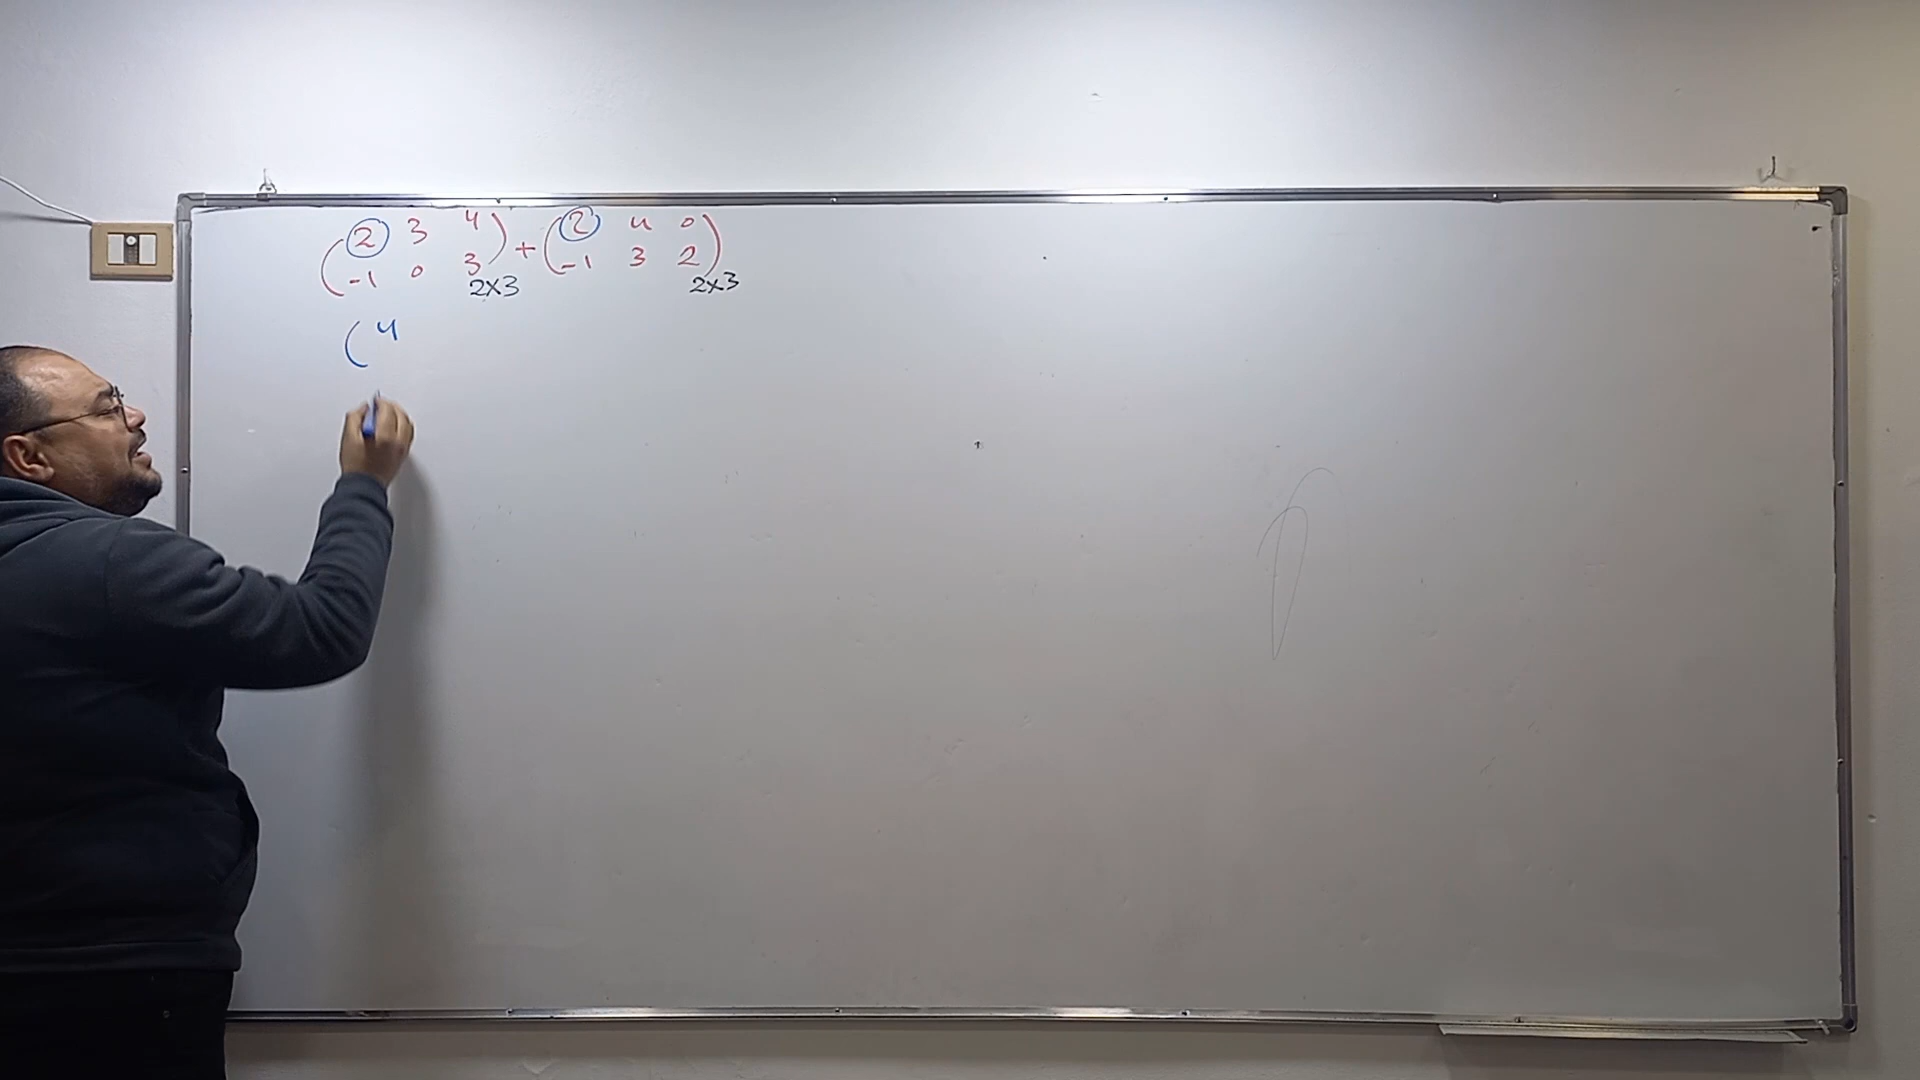 (2 3 4) + (2 4 0)
(-1 0 3) 2x3 (-1 3 2) 2x3
(4